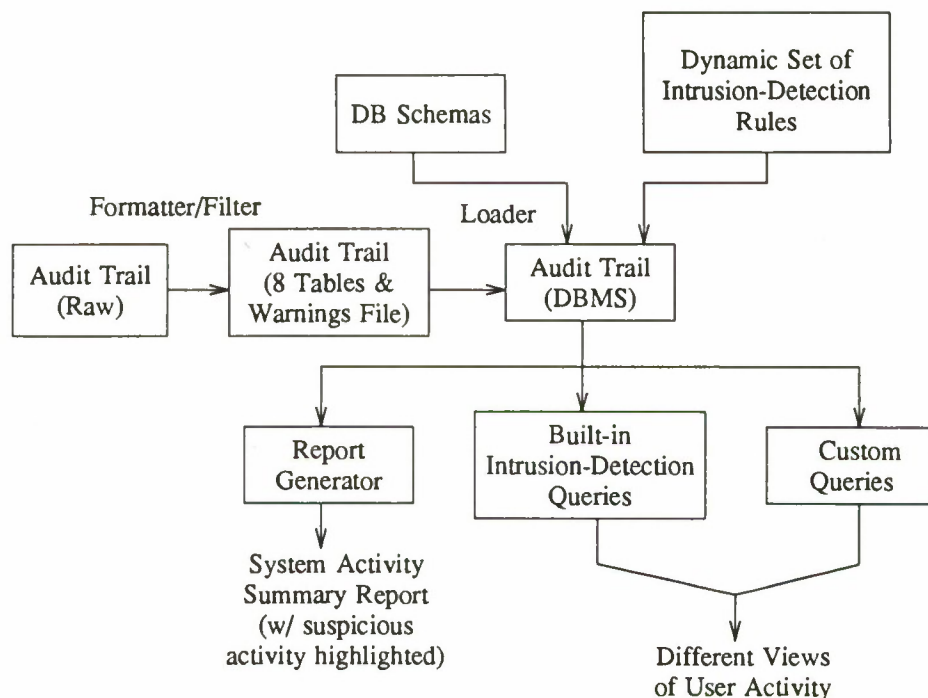 Dynamic Set of
Intrusion-Detection
Rules
DB Schemas
Formatter/Filter
Loader
Audit Trail
(Raw)
Audit Trail
(8 Tables &
Warnings File)
Audit Trail
(DBMS)
Report
Generator
Built-in
Intrusion-Detection
Queries
Custom
Queries
System Activity
Summary Report
(w/ suspicious
activity highlighted)
Different Views
of User Activity